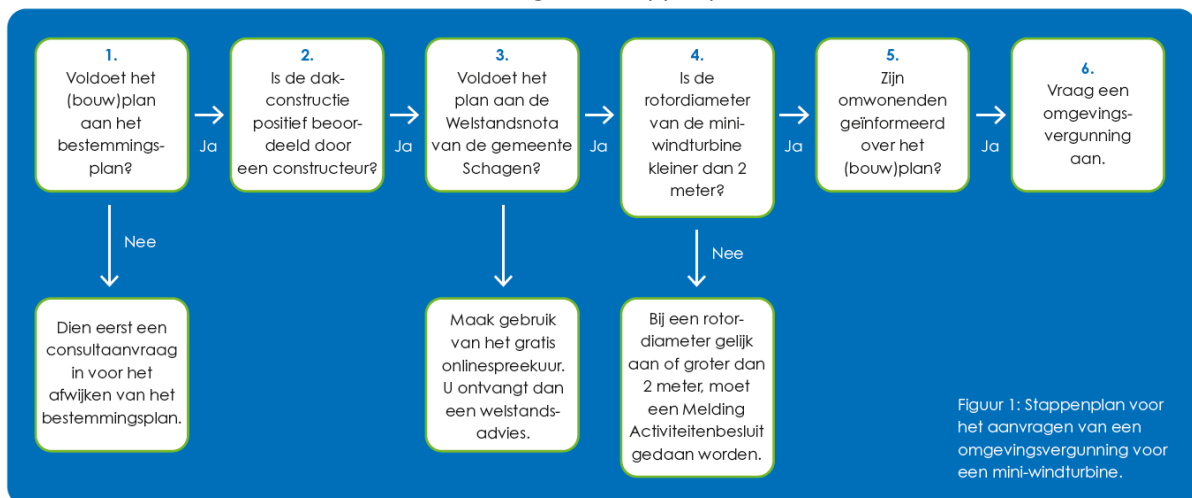 1.
Voldoet het
(bouw)plan
aan het
bestemmings-
plan?
Ja
2.
Is de dak-
constructie
positief beoor-
deeld door
een constructeur?
Ja
3.
Voldoet het
plan aan de
Welstandsnota
van de gemeente
Schagen?
Ja
4.
Is de
rotordiameter
van de mini-
windturbine
kleiner dan 2
meter?
Ja
5.
Zijn
omwonenden
geïnformeerd
over het
(bouw)plan?
Ja
6.
Vraag een
omgevings-
vergunning
aan.
Nee
Dien eerst een
consultaanvraag
in voor het
afwijken van het
bestemmingsplan.
Maak gebruik
van het gratis
onlinespreekuur.
U ontvangt dan
een welstands-
advies.
Nee
Bij een rotor-
diameter gelijk
aan of groter dan
2 meter, moet
een Melding
Activiteitenbesluit
gedaan worden.
Figuur 1: Stappenplan voor
het aanvragen van een
omgevingsvergunning voor
een mini-windturbine.